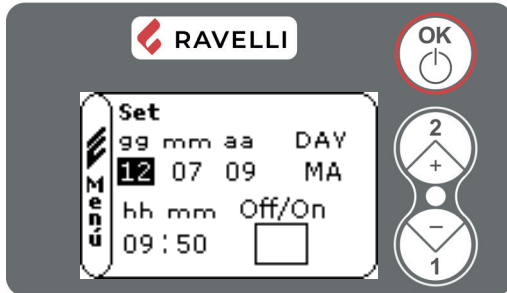 RAVELLI
OK
Set
gg mm aa DAY
12 07 09 MA
hh mm Off/On
09:50
Menú
2
+
−
1